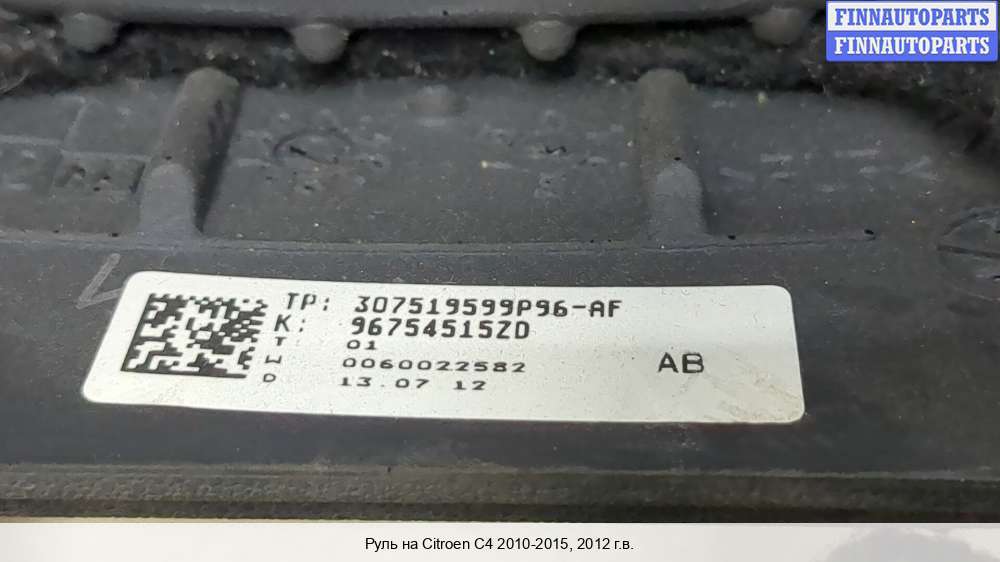 FINNAUTOPARTS
FINNAUTOPARTS
TP: 307519599P96-AF
K: 96754515ZD
T: 01
W 0060022582
AB
D 13.07 12
Руль на Citroen C4 2010-2015, 2012 г.в.